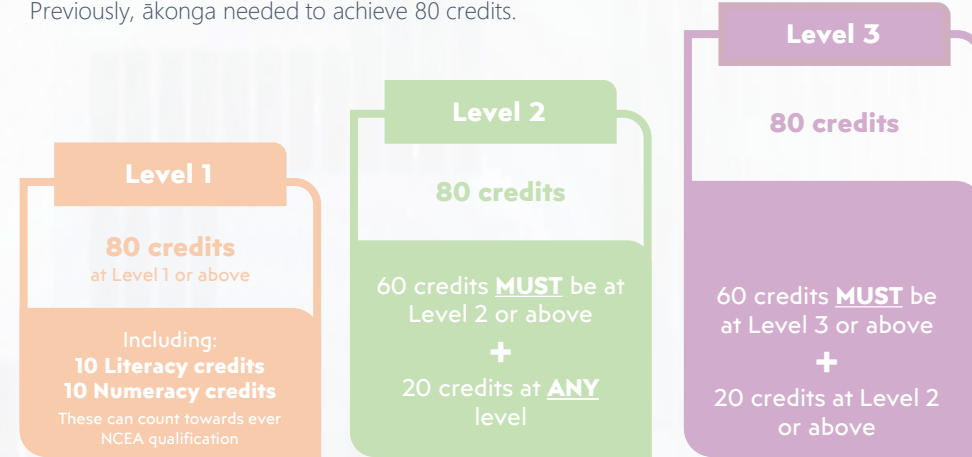 Previously, ākonga needed to achieve 80 credits.
Level 1
80 credits
at Level 1 or above
Including:
10 Literacy credits
10 Numeracy credits
These can count towards ever
NCEA qualification
Level 2
80 credits
60 credits MUST be at
Level 2 or above
+
20 credits at ANY
level
Level 3
80 credits
60 credits MUST be
at Level 3 or above
+
20 credits at Level 2
or above